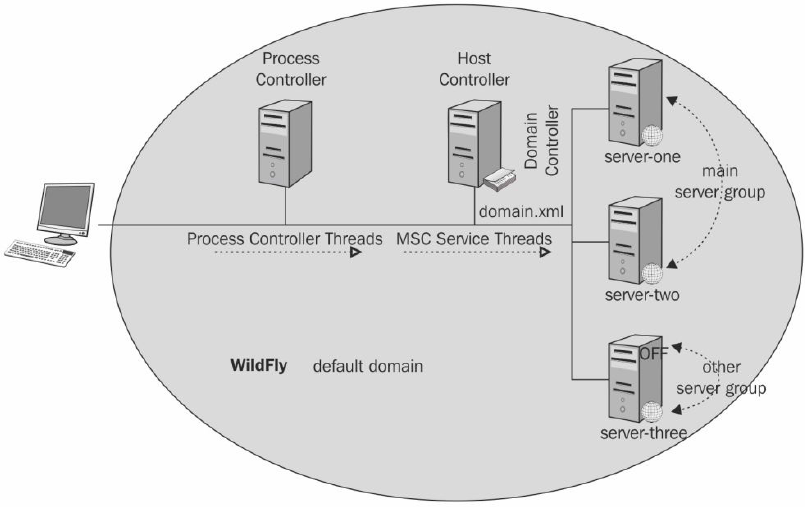 Process
Controller
Host
Controller
Domain
Controller
server-one
main
server group
domain.xml
Process Controller Threads
MSC Service Threads
server-two
OFF
other
server group
WildFly default domain
server-three